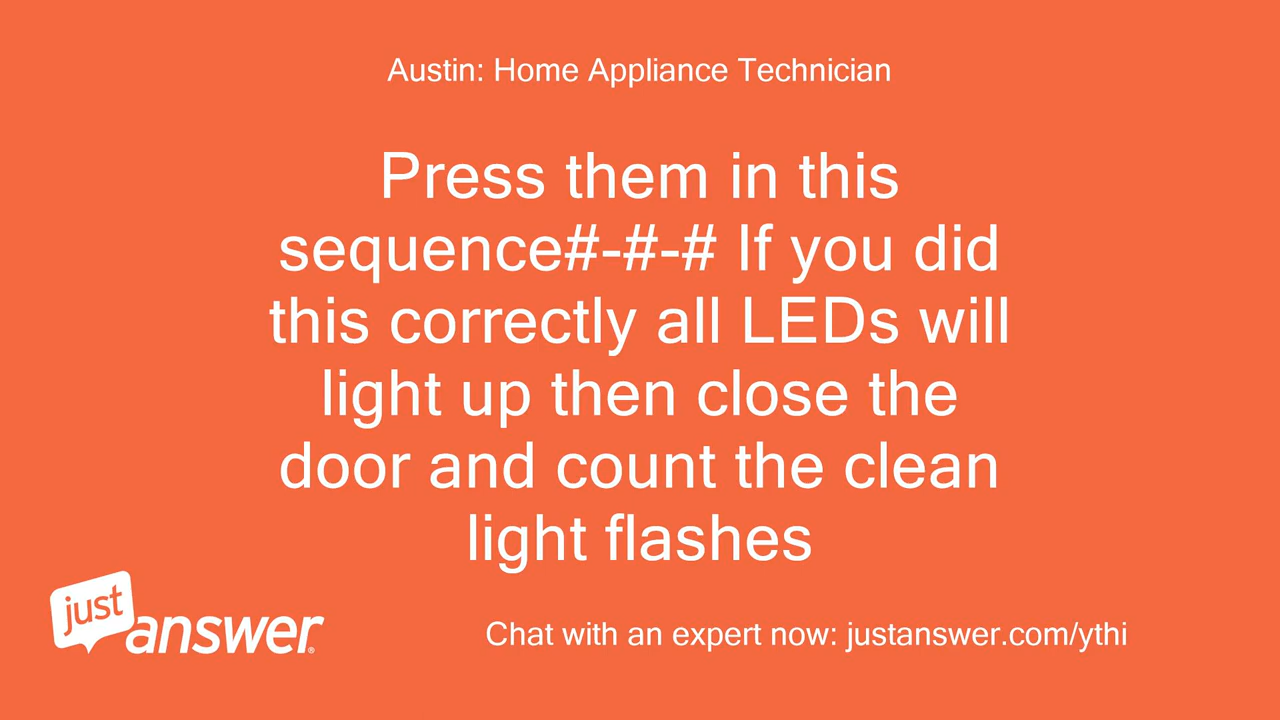 Austin: Home Appliance Technician
Press them in this
sequence#-#-# If you did
this correctly all LEDs will
light up then close the
door and count the clean
light flashes
just
answer®
Chat with an expert now: justanswer.com/ythi